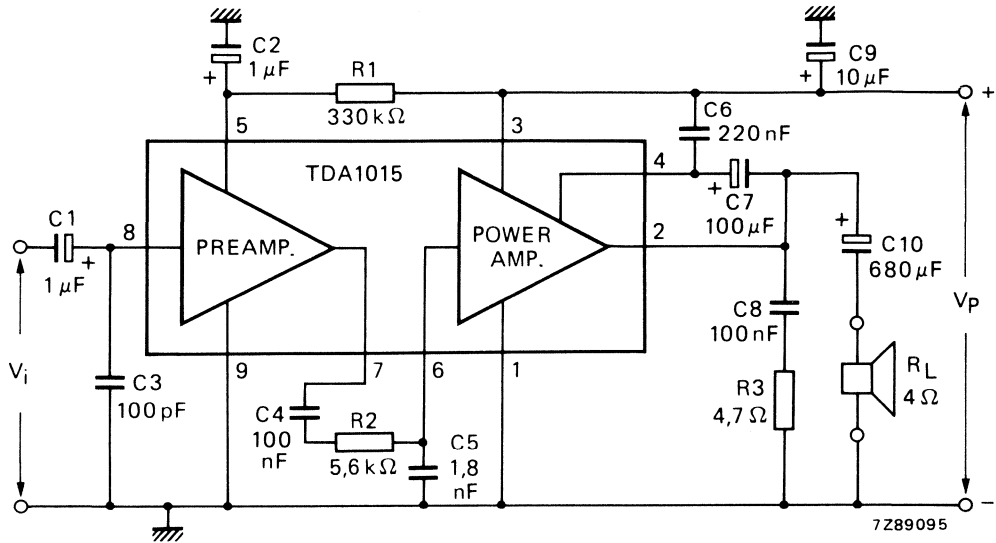 C2
1 μF
+
R1
330 kΩ
C9
10 μF
+
+
5
3
C6
220 nF
TDA1015
4
+
C7
100 μF
C1
1 μF
+
8
PREAMP.
POWER
AMP.
2
+
C10
680 μF
Vi
Vp
C8
100 nF
9
7
6
1
C3
100 pF
C4
100
nF
R2
5,6 kΩ
C5
1,8
nF
R3
4,7 Ω
RL
4 Ω
–
7Z89095